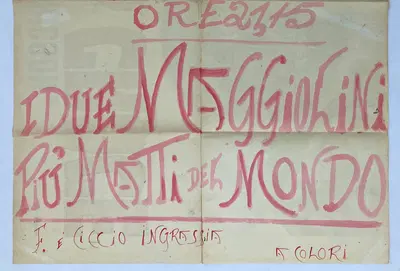 ORE 21,15
I DUE MAGGIOLINI
PIÙ MATTI DEL MONDO
F. e CICCIO INGRASSIA A COLORI